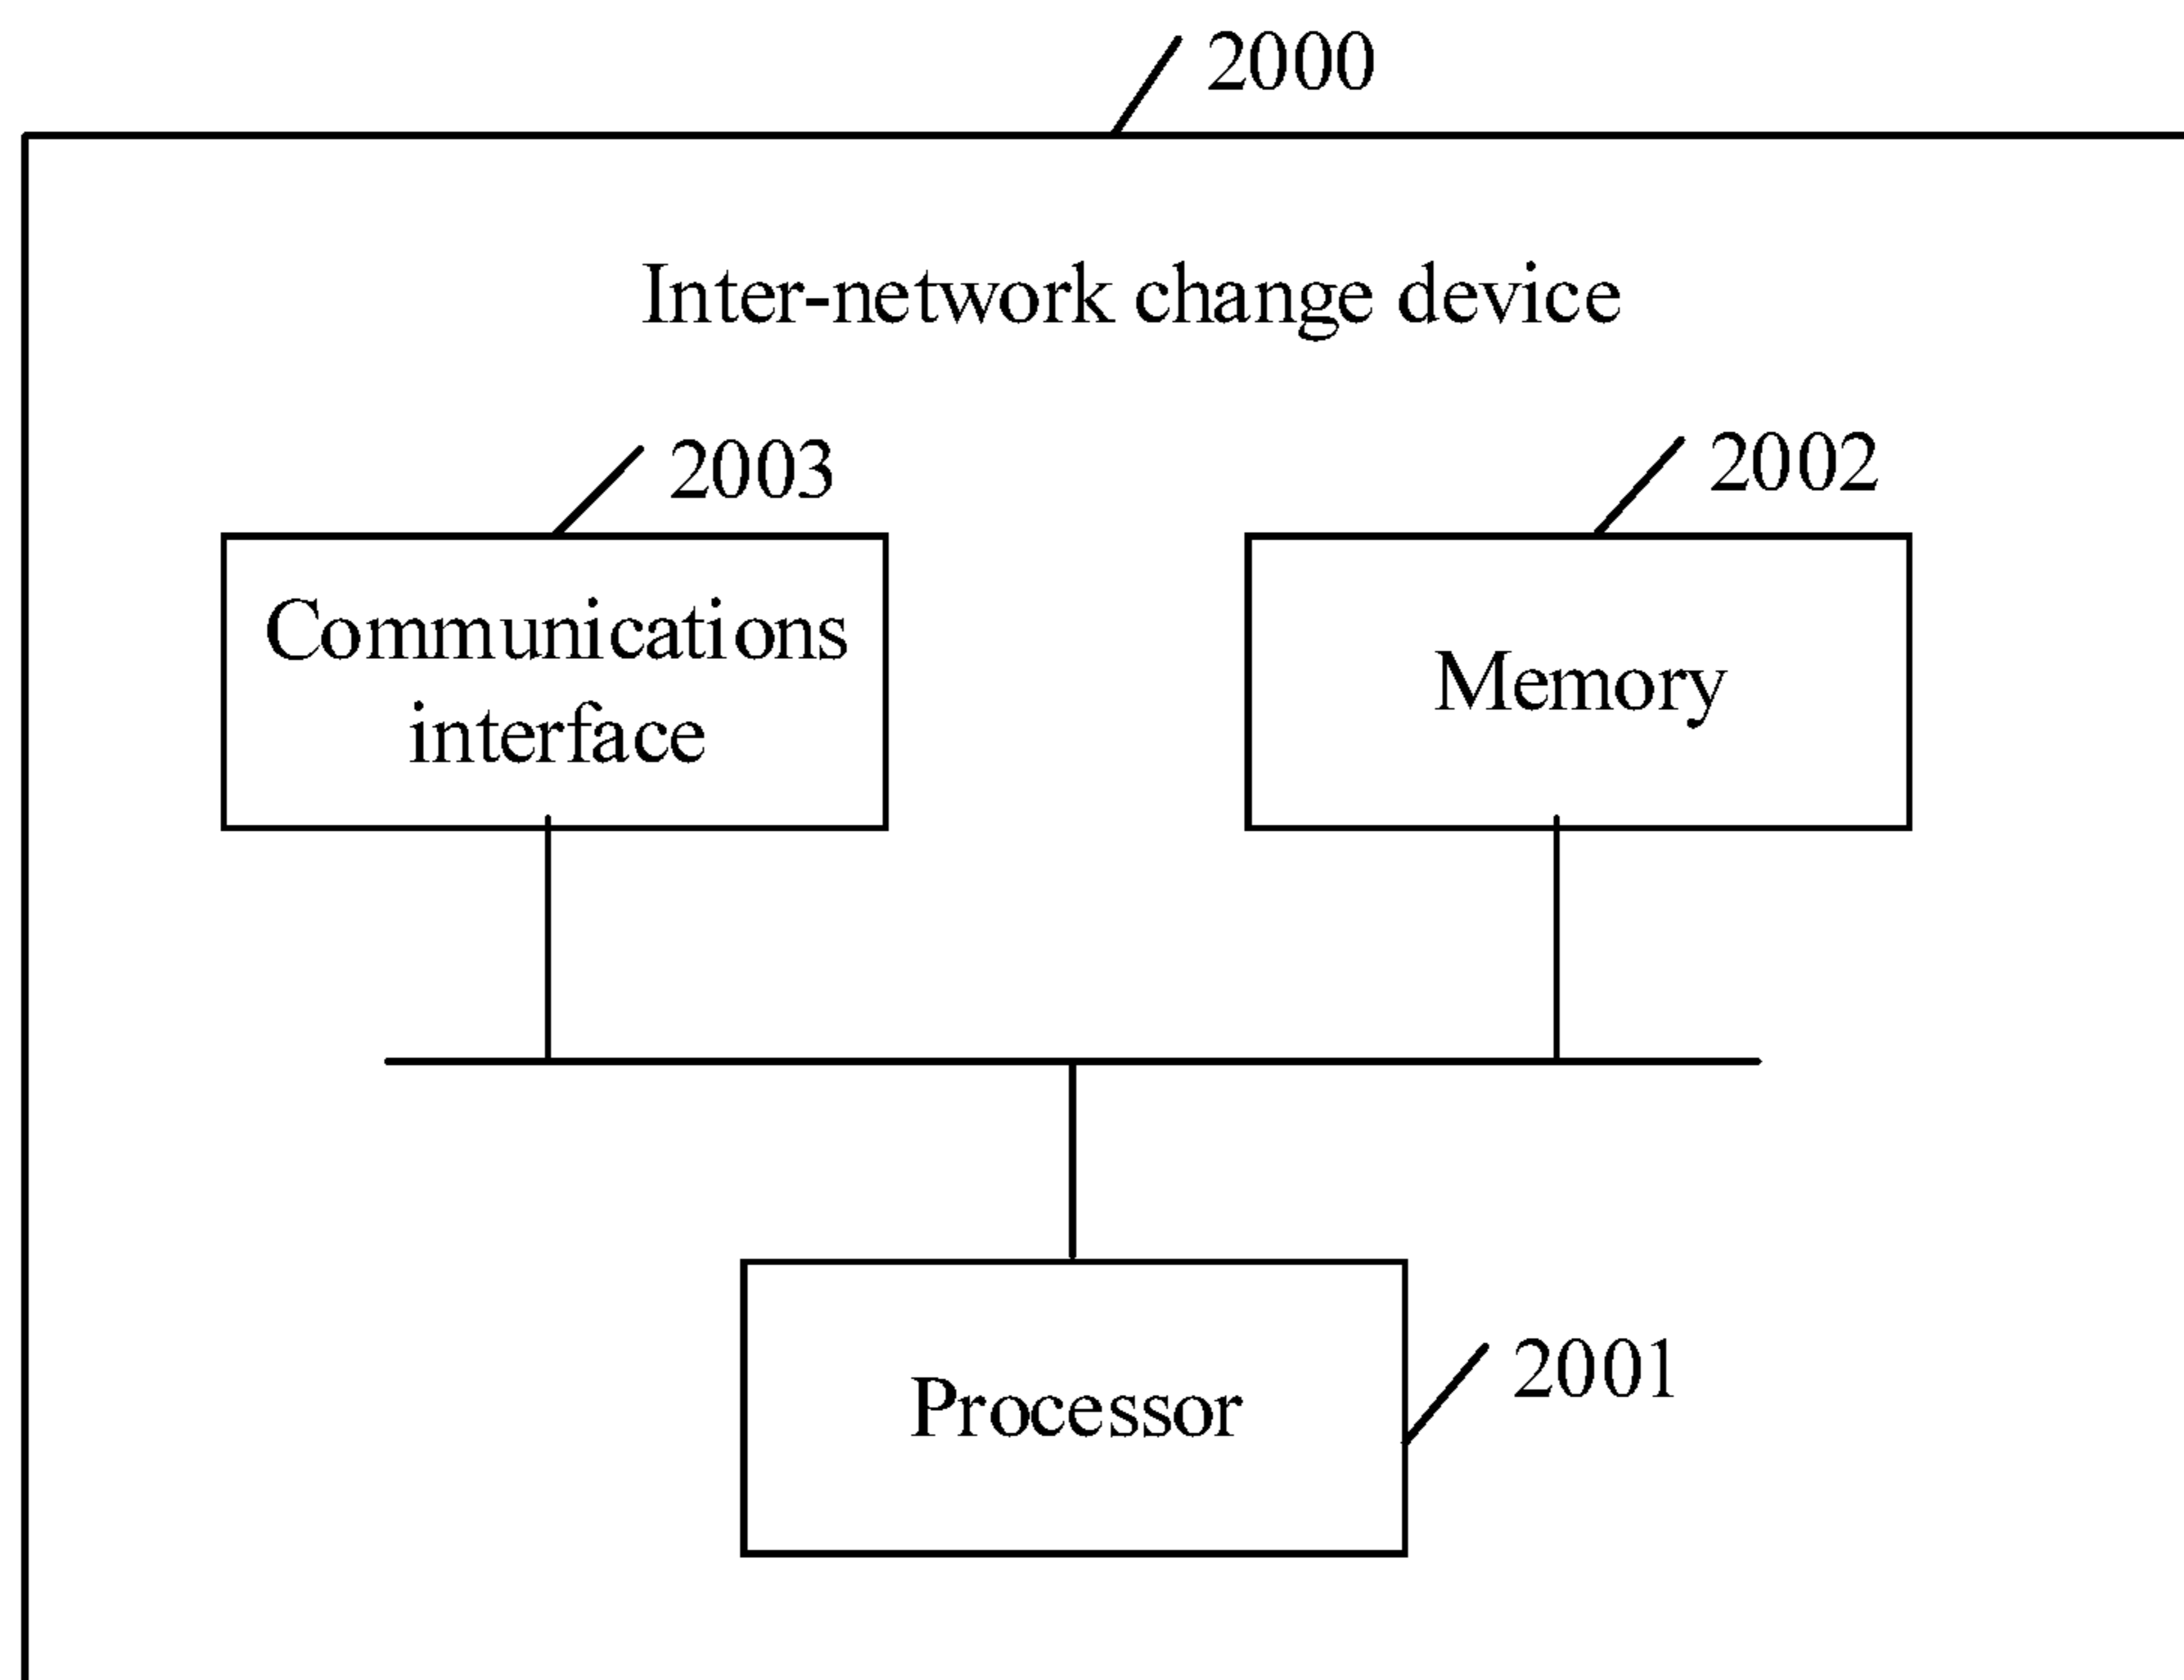 2000
Inter-network change device
2003
2002
Communications
interface
Memory
Processor
2001